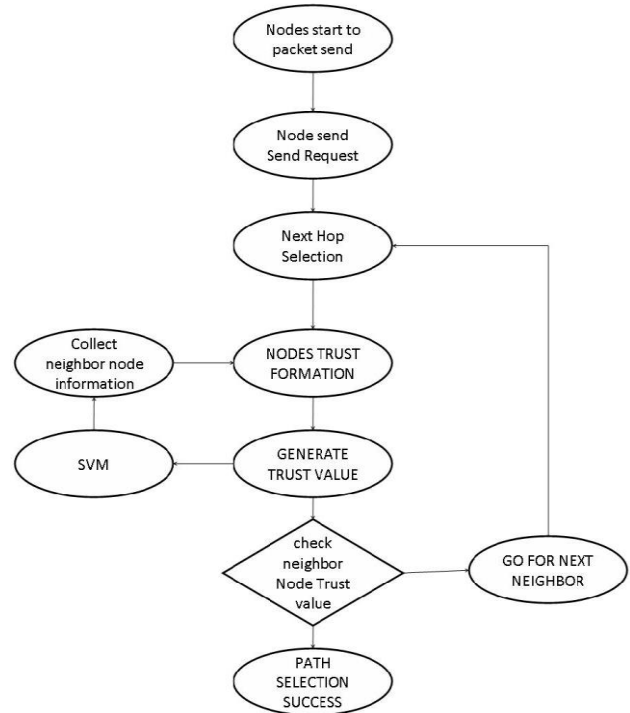 Nodes start to
packet send
Node send
Send Request
Next Hop
Selection
Collect
neighbor node
information
NODES TRUST
FORMATION
SVM
GENERATE
TRUST VALUE
check
neighbor
Node Trust
value
GO FOR NEXT
NEIGHBOR
PATH
SELECTION
SUCCESS